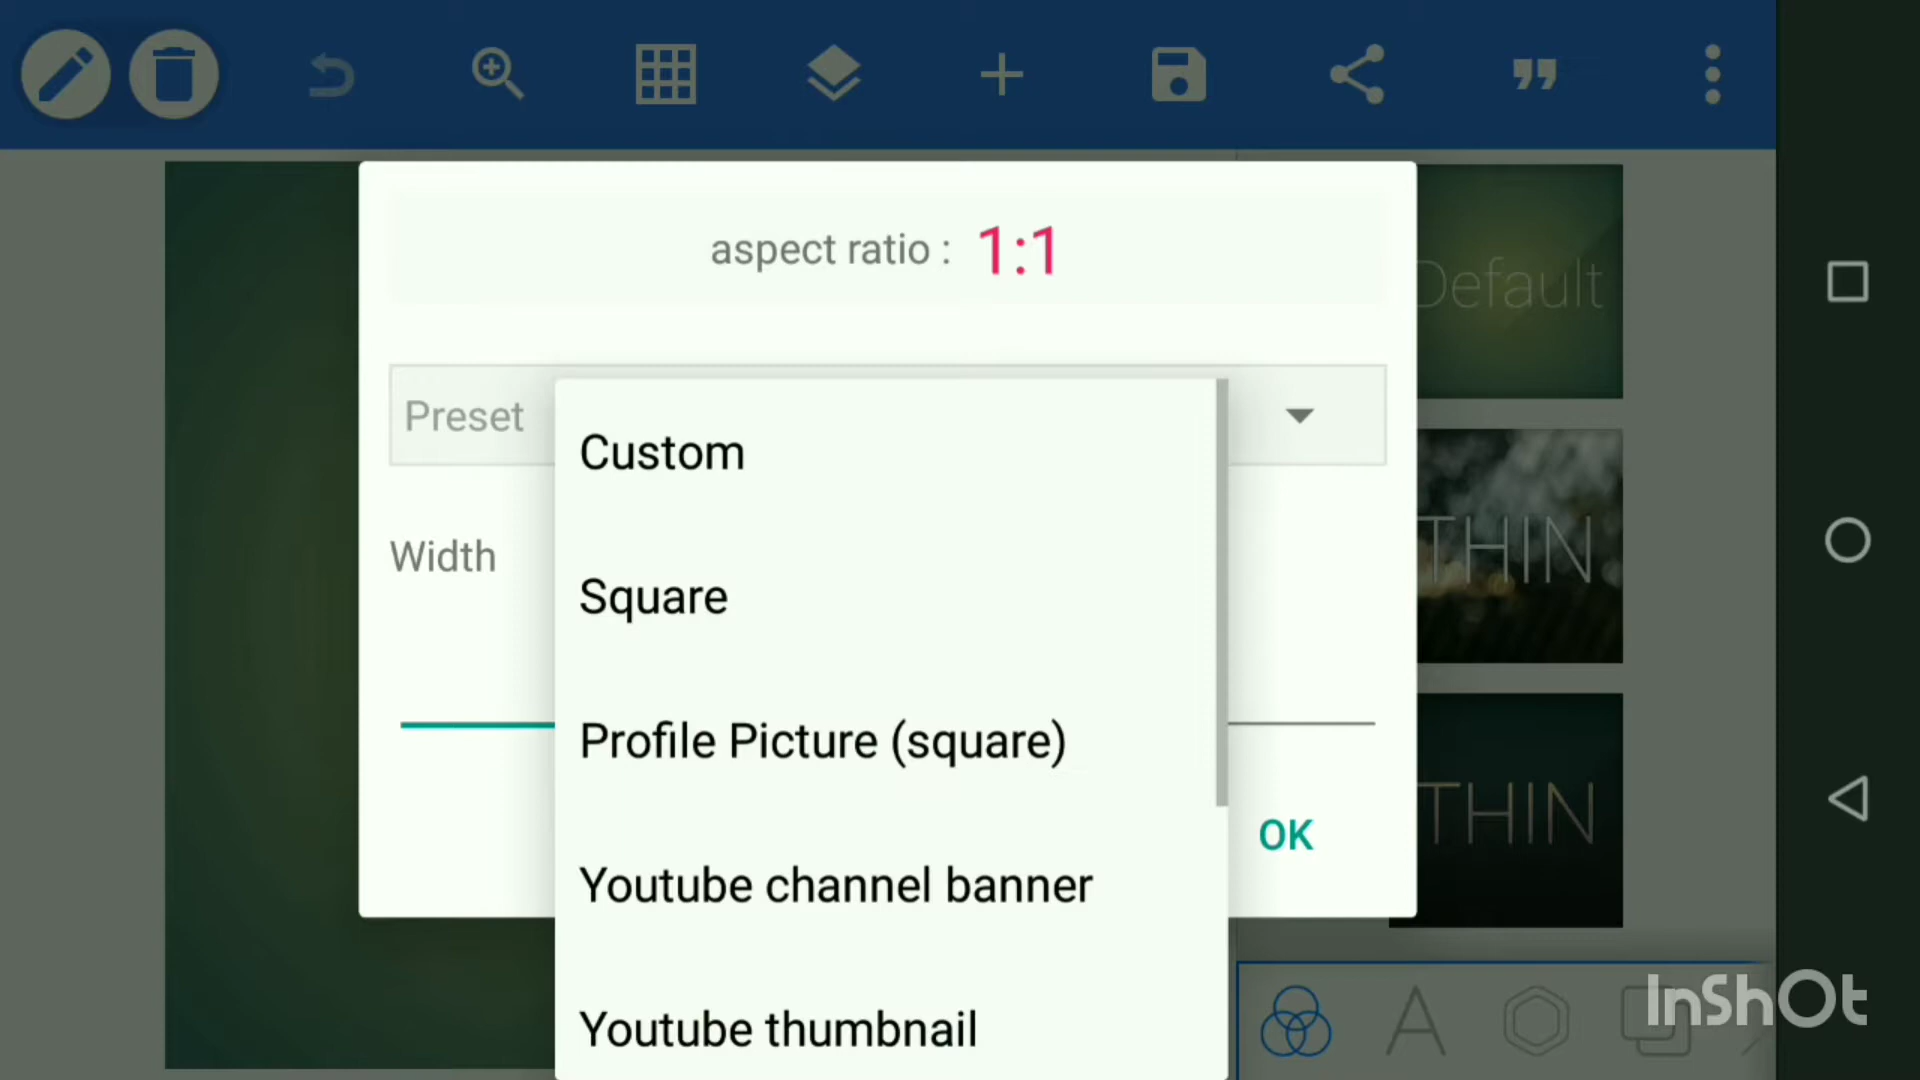 aspect ratio : 1:1
Preset
Custom
Width
Square
Profile Picture (square)
Youtube channel banner
Youtube thumbnail
OK
Default
THIN
THIN
A
InShOt